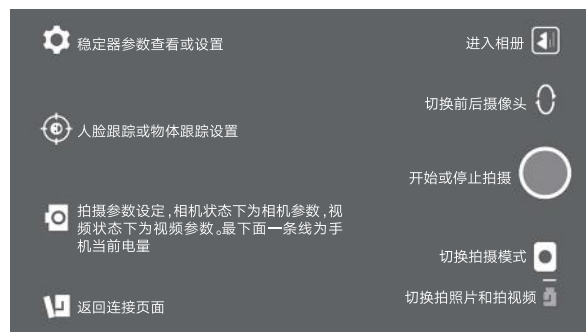 稳定器参数查看或设置
进入相册
切换前后摄像头
人脸跟踪或物体跟踪设置
开始或停止拍摄
拍摄参数设定,相机状态下为相机参数,视
频状态下为视频参数。最下面一条线为手
机当前电量
切换拍摄模式
切换拍照片和拍视频
返回连接页面